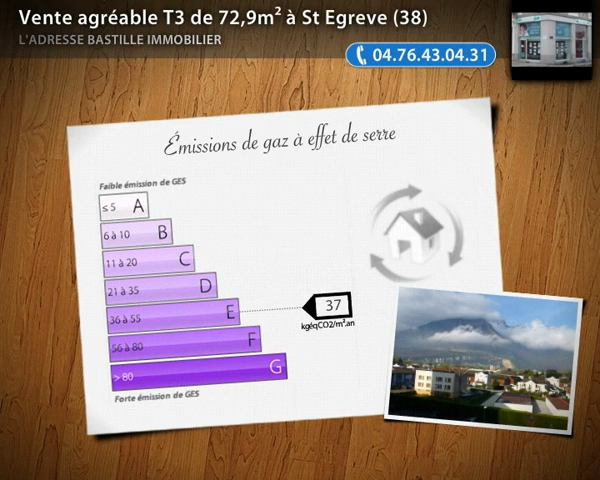 Vente agréable T3 de 72,9m² à St Egreve (38)
L'ADRESSE BASTILLE IMMOBILIER
04.76.43.04.31
Émissions de gaz à effet de serre
Faible émission de GES
≤ 5 A
6 à 10 B
11 à 20 C
21 à 35 D
36 à 55 E
37
kgéqCO2/m².an
56 à 80 F
> 80 G
Forte émission de GES